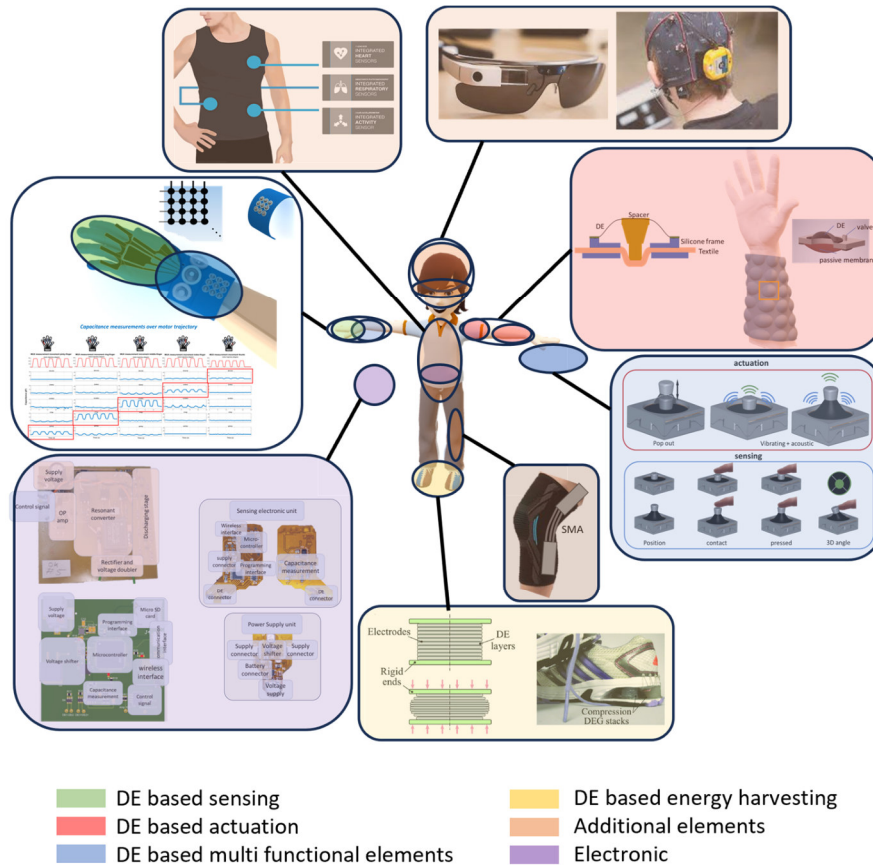 INTEGRATED
HEART
SENSORS
INTEGRATED
RESPIRATORY
SENSORS
INTEGRATED
ACTIVITY
SENSOR
Capacitance measurements over motor trajectory
DE
Spacer
Silicone frame
Textile
DE
valve
passive membran
actuation
Pop out
Vibrating + acoustic
sensing
Position
contact
pressed
3D angle
Supply
voltage
Control signal
OP
amp
Resonant
converter
Discharging stage
Rectifier and
voltage doubler
Sensing electronic unit
Wireless
interface
Micro
controller
supply
connector
Programming
interface
Capacitance
measurement
DE
connector
DE
connector
Supply
voltage
Programming
interface
Micro SD
card
Voltage shifter
Microcontroller
wireless
interface
Capacitance
measurement
Control
signal
Power Supply unit
Supply
connector
Voltage
shifter
Supply
connector
Battery
connector
Voltage
supply
SMA
Electrodes
DE
layers
Rigid
ends
Compression
DEG stacks
DE based sensing
DE based actuation
DE based multi functional elements
DE based energy harvesting
Additional elements
Electronic